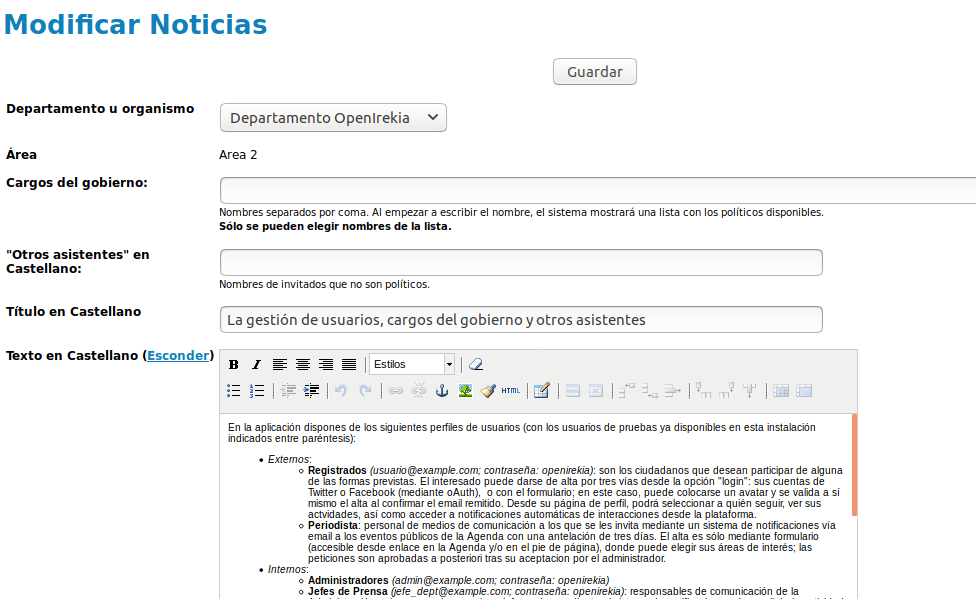 Modificar Noticias
Guardar
Departamento u organismo
Departamento OpenIrekia
Área
Area 2
Cargos del gobierno:
Nombres separados por coma. Al empezar a escribir el nombre, el sistema mostrará una lista con los políticos disponibles.
Sólo se pueden elegir nombres de la lista.
"Otros asistentes" en
Castellano:
Nombres de invitados que no son políticos.
Título en Castellano
La gestión de usuarios, cargos del gobierno y otros asistentes
Texto en Castellano (Esconder)
B I Estilos
HTML
En la aplicación dispones de los siguientes perfiles de usuarios (con los usuarios de pruebas ya disponibles en esta instalación
indicados entre paréntesis):
Externos:
Registrados (usuario@example.com; contraseña: openirekia): son los ciudadanos que desean participar de alguna
de las formas previstas. El interesado puede darse de alta por tres vías desde la opción "login": sus cuentas de
Twitter o Facebook (mediante oAuth), o con el formulario; en este caso, puede colocarse un avatar y se valida a sí
mismo el alta al confirmar el email remitido. Desde su página de perfil, podrá seleccionar a quién seguir, ver sus
actvidades, así como acceder a notificaciones automáticas de interacciones desde la plataforma.
Periodista: personal de medios de comunicación a los que se les invita mediante un sistema de notificaciones vía
email a los eventos públicos de la Agenda con una antelación de tres días. El alta es sólo mediante formulario
(accesible desde enlace en la Agenda y/o en el pie de página), donde puede elegir sus áreas de interés; las
peticiones son aprobadas a posteriori tras su aceptacion por el administrador.
Internos:
Administradores (admin@example.com; contraseña: openirekia)
Jefes de Prensa (jefe_dept@example.com; contraseña: openirekia): responsables de comunicación de la